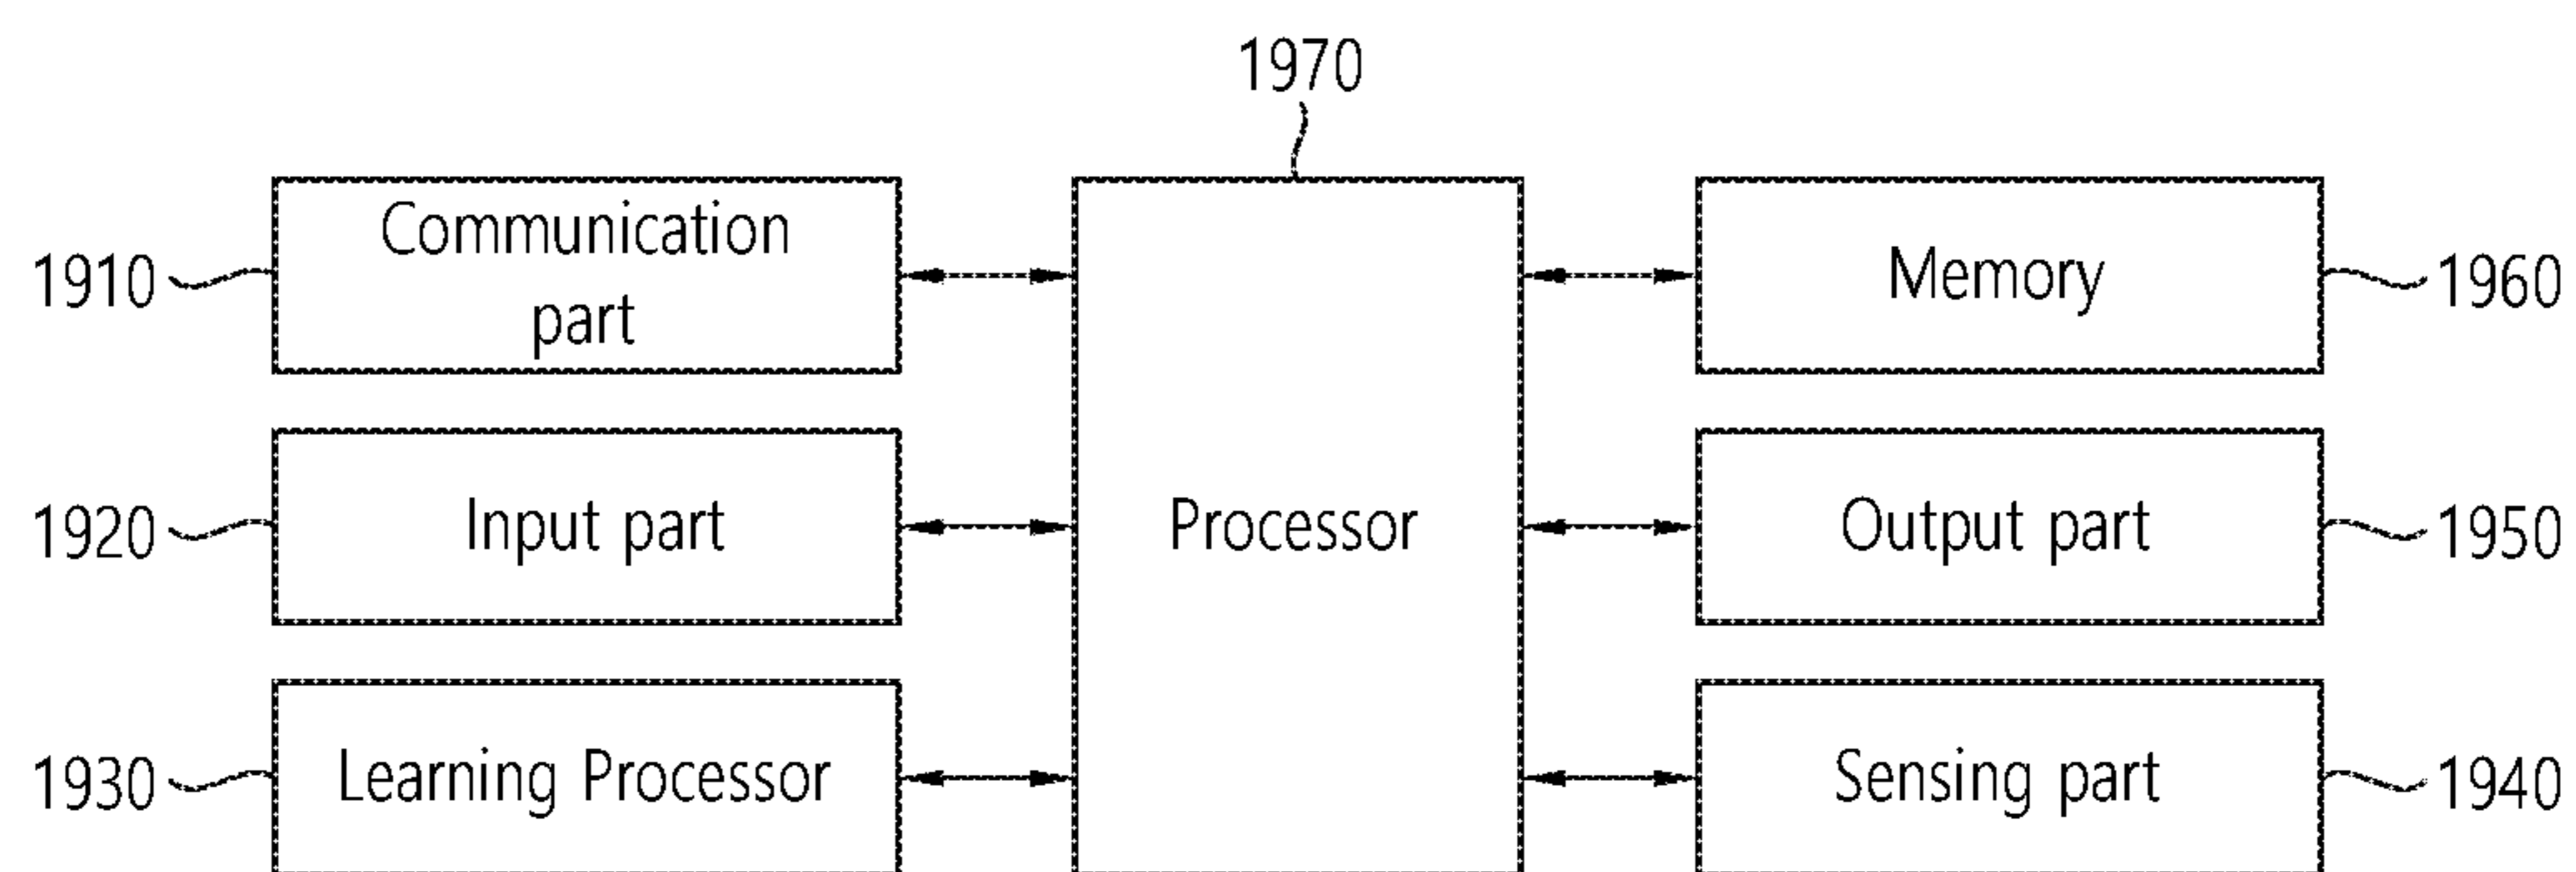 1970
Communication
part
1910
Memory
1960
1920
Input part
Processor
Output part
1950
1930
Learning Processor
Sensing part
1940